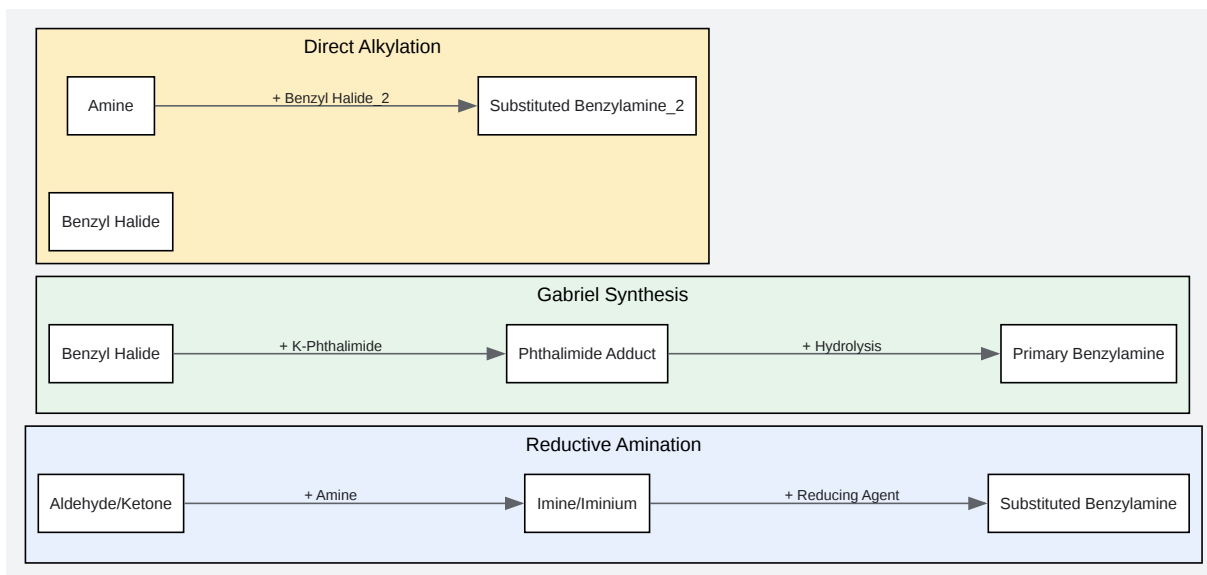 Direct Alkylation
Amine
+ Benzyl Halide_2
Substituted Benzylamine_2
Benzyl Halide
Gabriel Synthesis
Benzyl Halide
+ K-Phthalimide
Phthalimide Adduct
+ Hydrolysis
Primary Benzylamine
Reductive Amination
Aldehyde/Ketone
+ Amine
Imine/Iminium
+ Reducing Agent
Substituted Benzylamine